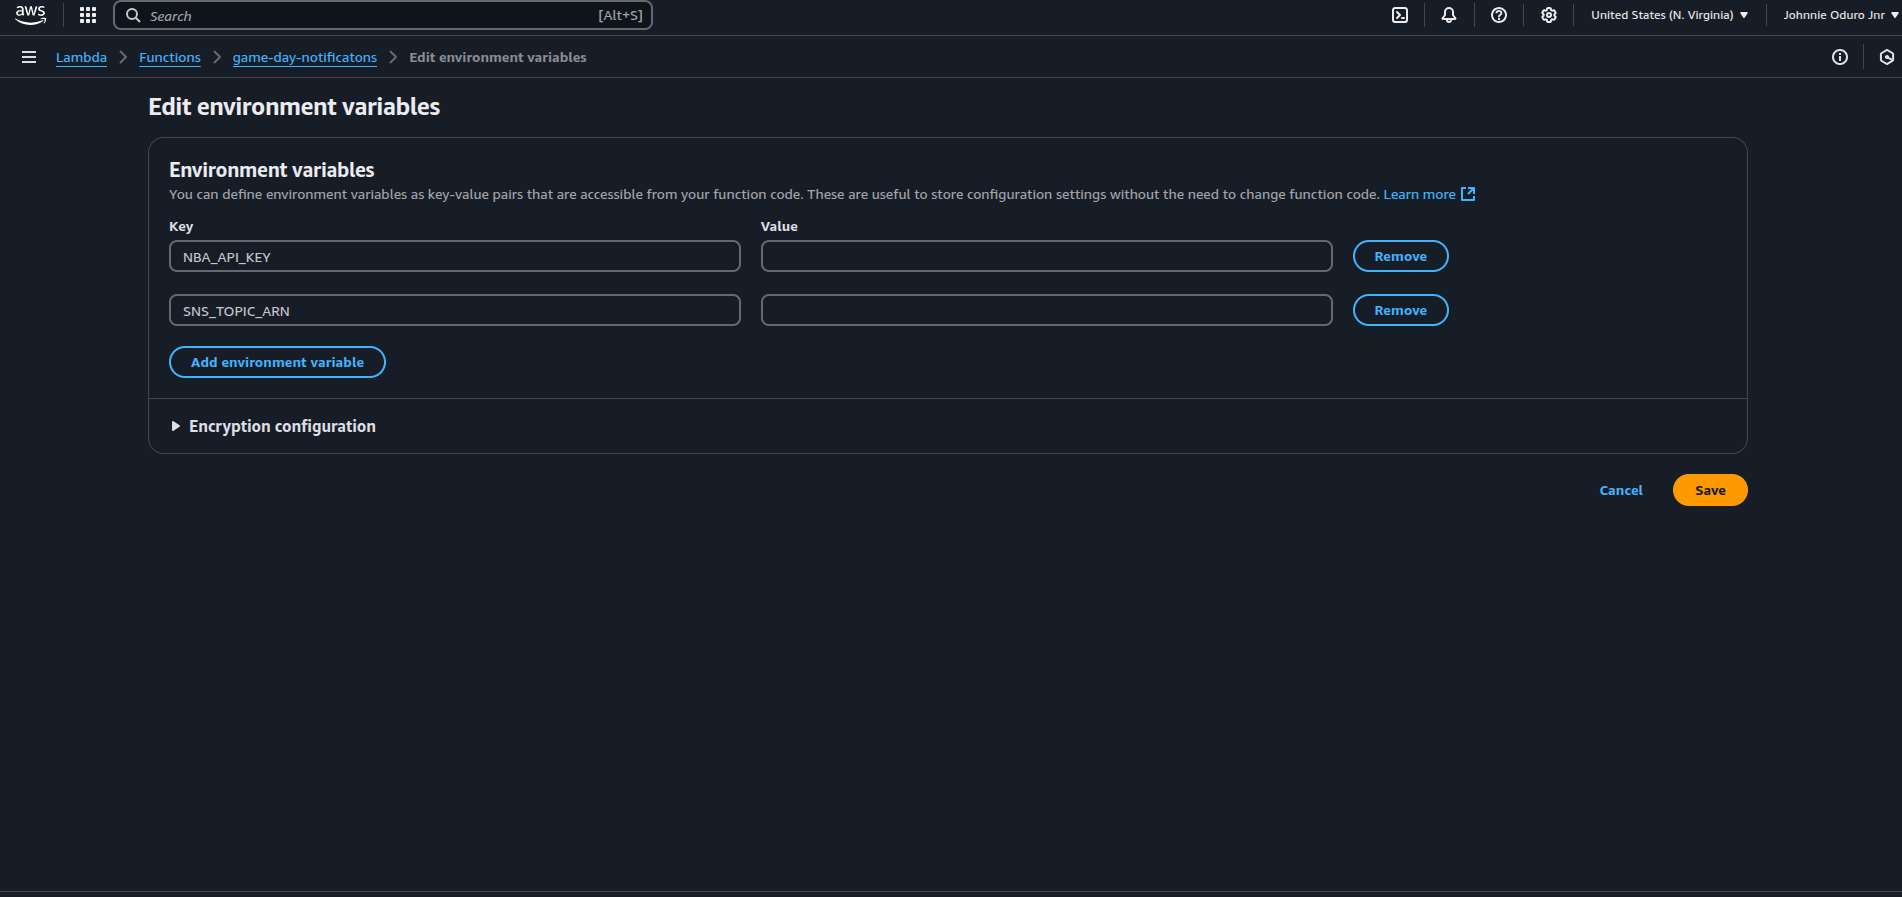 aws
Search [Alt+S]
United States (N. Virginia)
Johnnie Oduro Jnr
Lambda
Functions
game-day-notificatons
Edit environment variables
Edit environment variables
Environment variables
You can define environment variables as key-value pairs that are accessible from your function code. These are useful to store configuration settings without the need to change function code. Learn more
Key Value
NBA_API_KEY Remove
SNS_TOPIC_ARN Remove
Add environment variable
Encryption configuration
Cancel Save